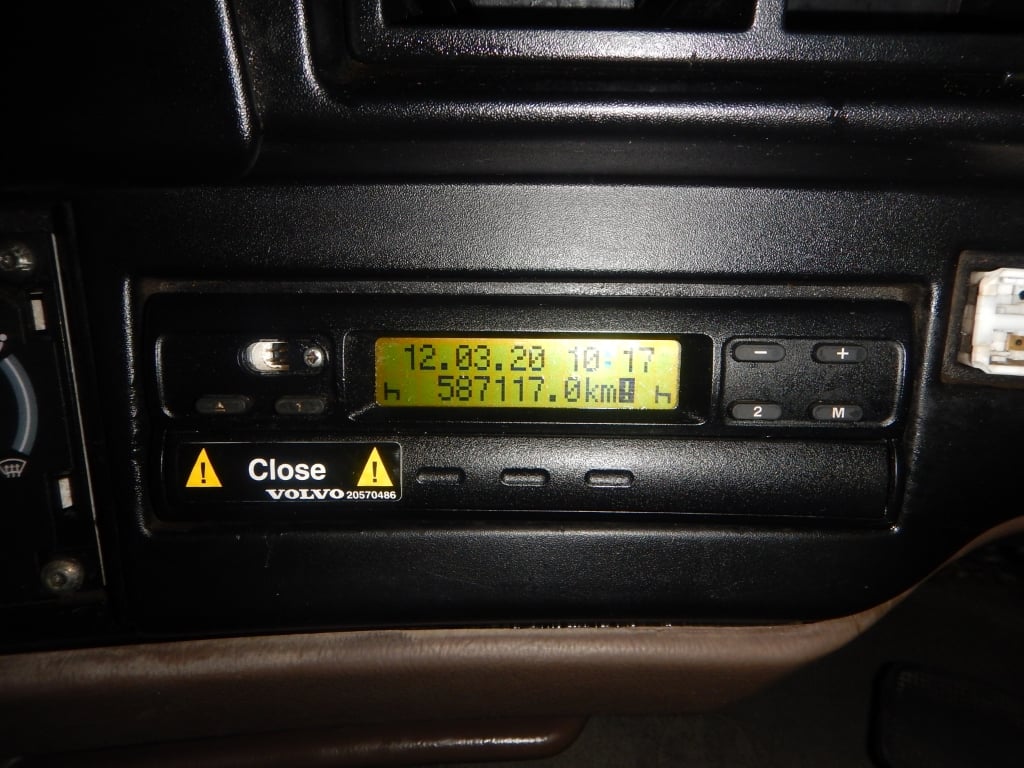 12.03.20 10:17
587117.0km!
- +
2 M
Close
VOLVO 20570486